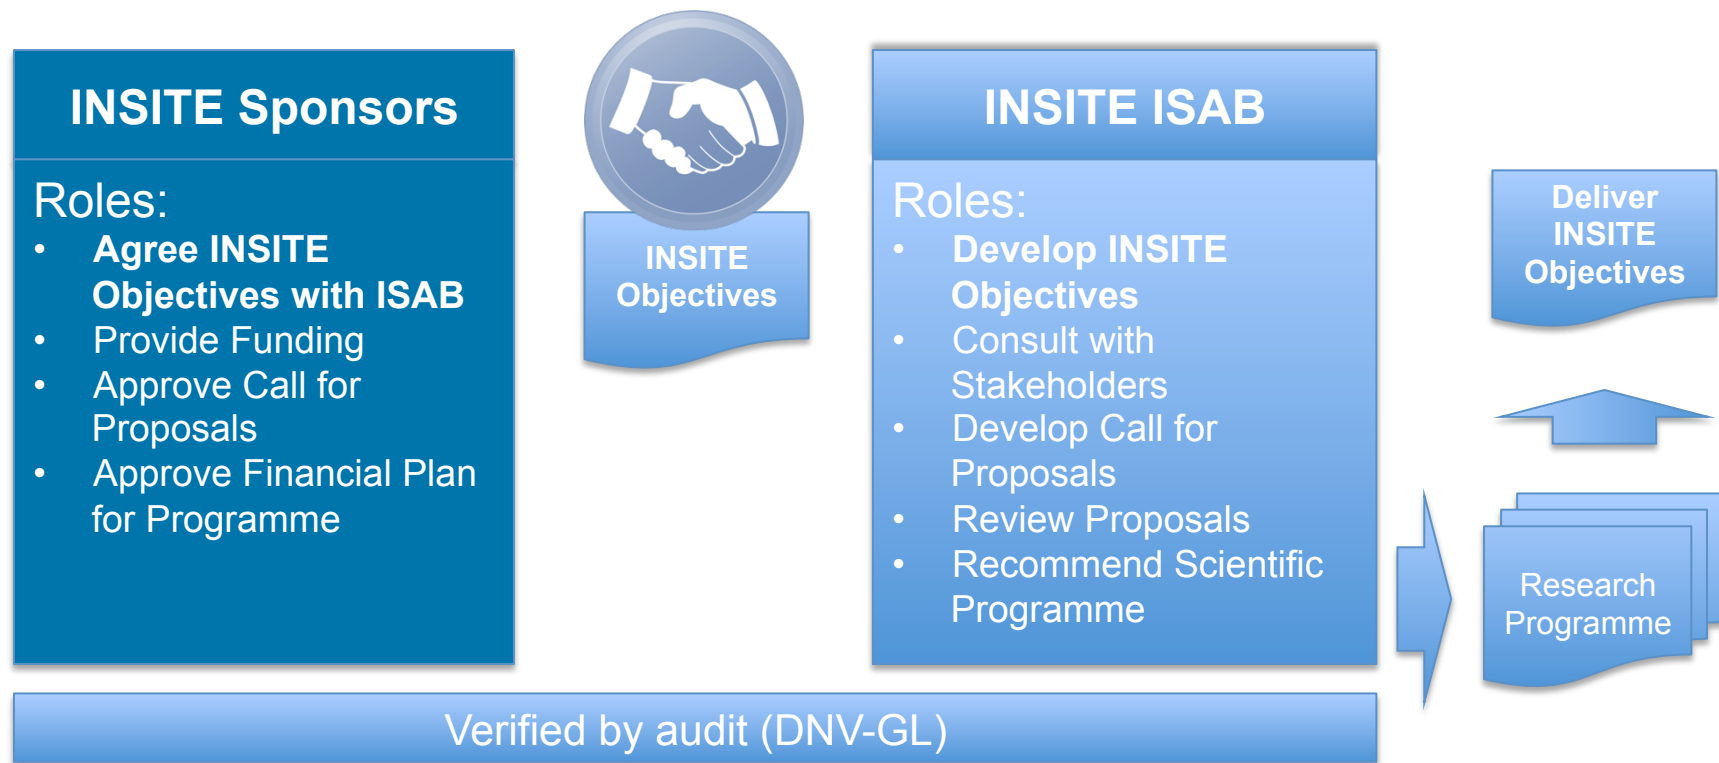 INSITE Sponsors
Roles:
• Agree INSITE
Objectives with ISAB
• Provide Funding
• Approve Call for
Proposals
• Approve Financial Plan
for Programme
INSITE
Objectives
INSITE ISAB
Roles:
• Develop INSITE
Objectives
• Consult with
Stakeholders
• Develop Call for
Proposals
• Review Proposals
• Recommend Scientific
Programme
Deliver
INSITE
Objectives
Research
Programme
Verified by audit (DNV-GL)